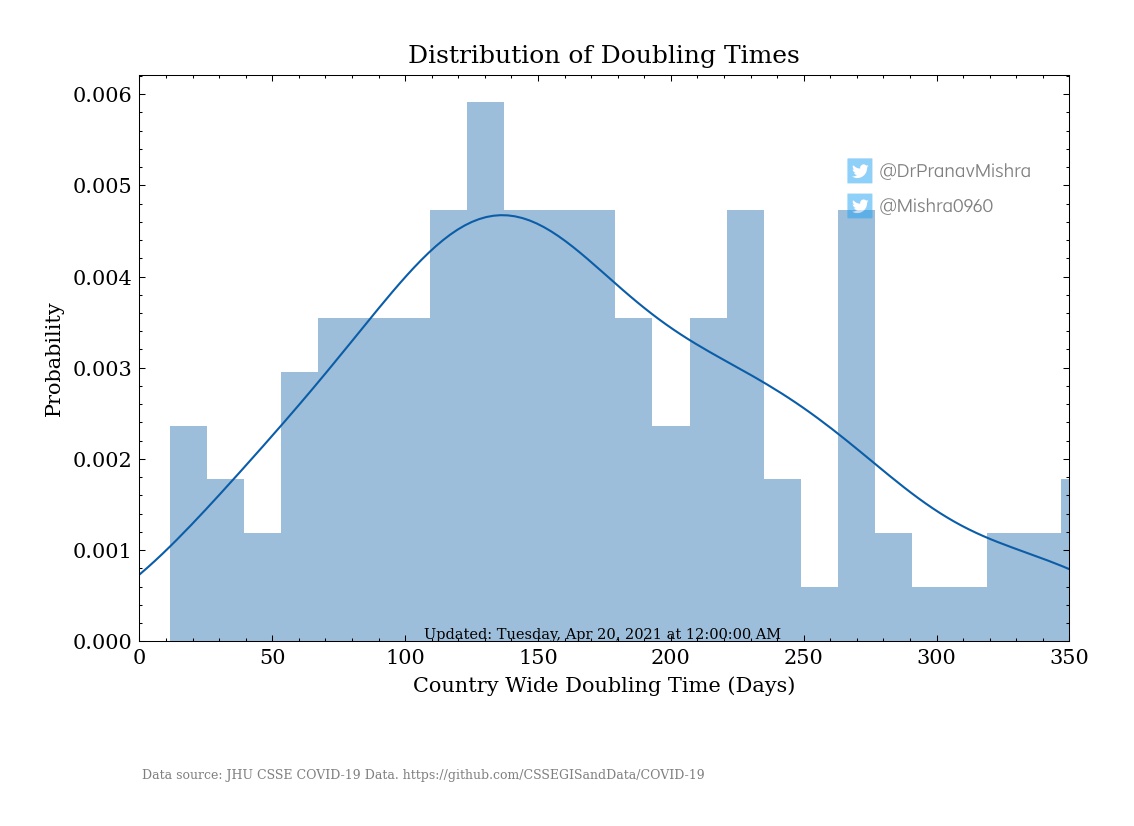 Distribution of Doubling Times
0.006
0.005
0.004
0.003
0.002
0.001
0.000
Probability
@DrPranavMishra
@Mishra0960
Updated: Tuesday, Apr 20, 2021 at 12:00:00 AM
0 50 100 150 200 250 300 350
Country Wide Doubling Time (Days)
Data source: JHU CSSE COVID-19 Data. https://github.com/CSSEGISandData/COVID-19